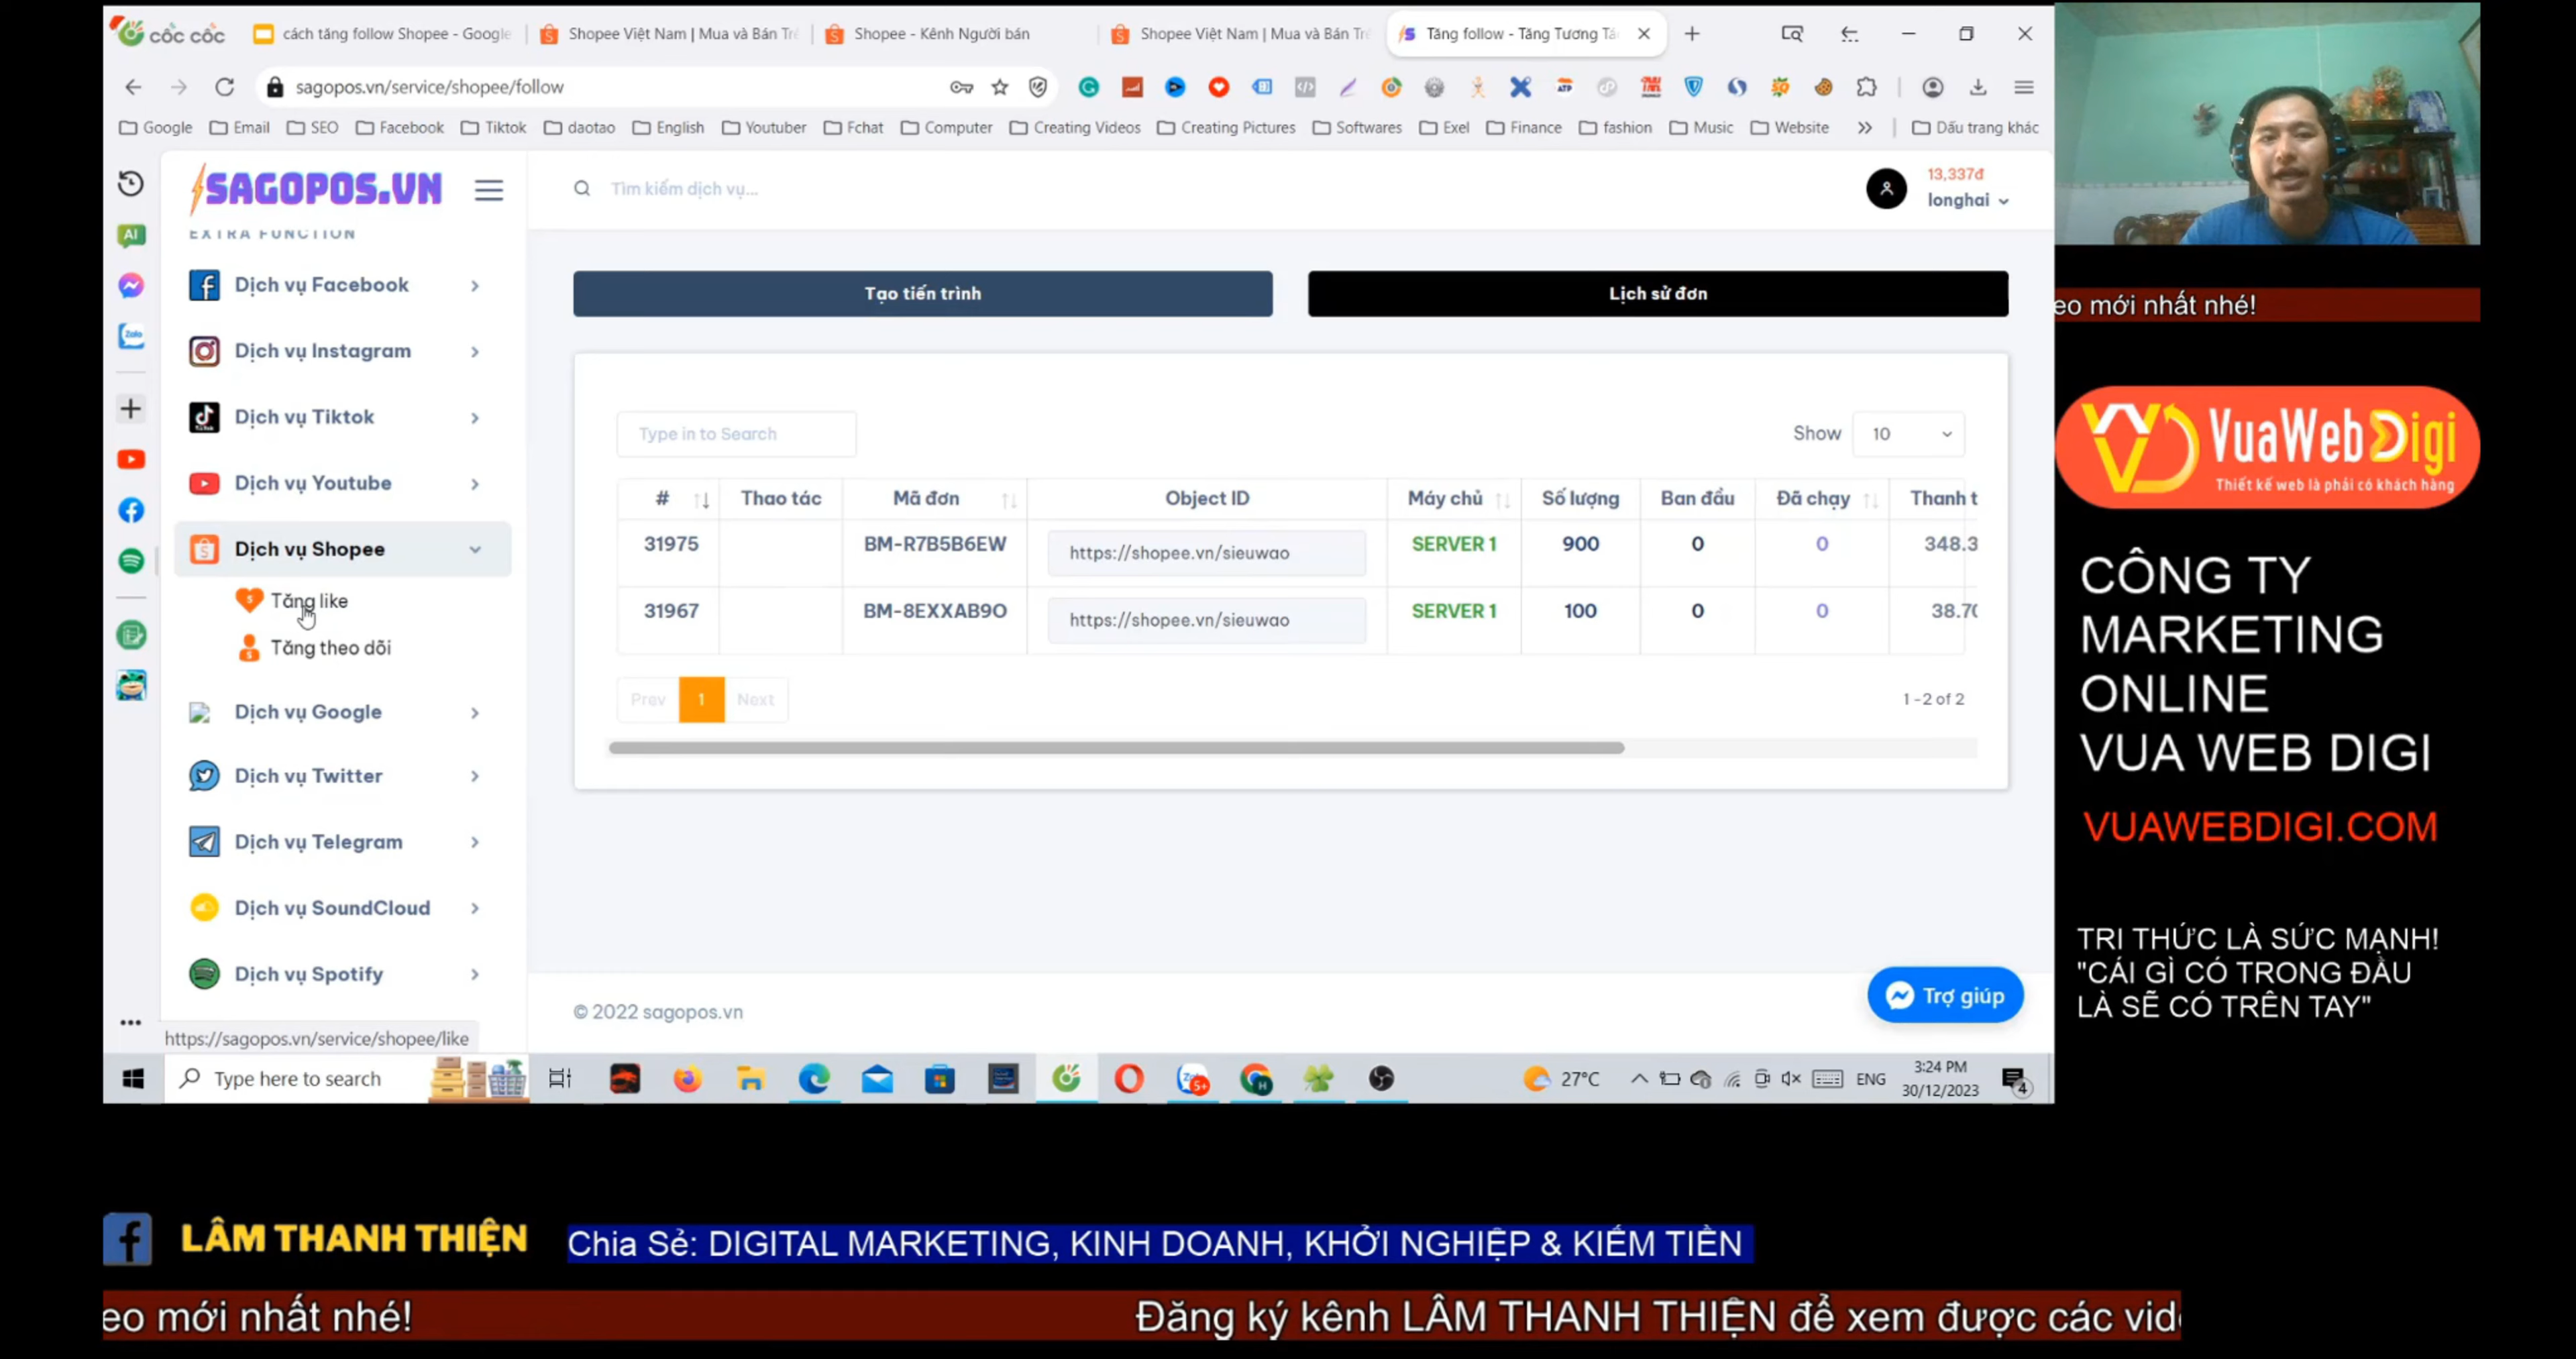 cốc cốc
cách tăng follow Shopee - Google
Shopee Việt Nam | Mua và Bán Trê
Shopee - Kênh Người bán
Shopee Việt Nam | Mua và Bán Trê
Tăng follow - Tăng Tương Tá
sagopos.vn/service/shopee/follow
Google
Email
SEO
Facebook
Tiktok
daotao
English
Youtuber
Fchat
Computer
Creating Videos
Creating Pictures
Softwares
Exel
Finance
fashion
Music
Website
Dấu trang khác
SAGOPOS.VN
Tìm kiếm dịch vụ...
13,337đ
longhai
EXTRA FUNCTION
Dịch vụ Facebook
Dịch vụ Instagram
Dịch vụ Tiktok
Dịch vụ Youtube
Dịch vụ Shopee
Tăng like
Tăng theo dõi
Dịch vụ Google
Dịch vụ Twitter
Dịch vụ Telegram
Dịch vụ SoundCloud
Dịch vụ Spotify
https://sagopos.vn/service/shopee/like
Tạo tiến trình
Lịch sử đơn
Type in to Search
Show 10
# Thao tác Mã đơn Object ID Máy chủ Số lượng Ban đầu Đã chạy Thanh t
31975 BM-R7B5B6EW https://shopee.vn/sieuwao SERVER 1 900 0 0 348.3
31967 BM-8EXXAB9O https://shopee.vn/sieuwao SERVER 1 100 0 0 38.70
Prev 1 Next
1 - 2 of 2
© 2022 sagopos.vn
Trợ giúp
Type here to search
27°C
ENG
3:24 PM
30/12/2023
4
eo mới nhất nhé!
VuaWebDigi
Thiết kế web là phải có khách hàng
CÔNG TY
MARKETING
ONLINE
VUA WEB DIGI
VUAWEBDIGI.COM
TRI THỨC LÀ SỨC MẠNH!
"CÁI GÌ CÓ TRONG ĐẦU
LÀ SẼ CÓ TRÊN TAY"
LÂM THANH THIỆN
Chia Sẻ: DIGITAL MARKETING, KINH DOANH, KHỞI NGHIỆP & KIẾM TIỀN
eo mới nhất nhé!
Đăng ký kênh LÂM THANH THIỆN để xem được các vide